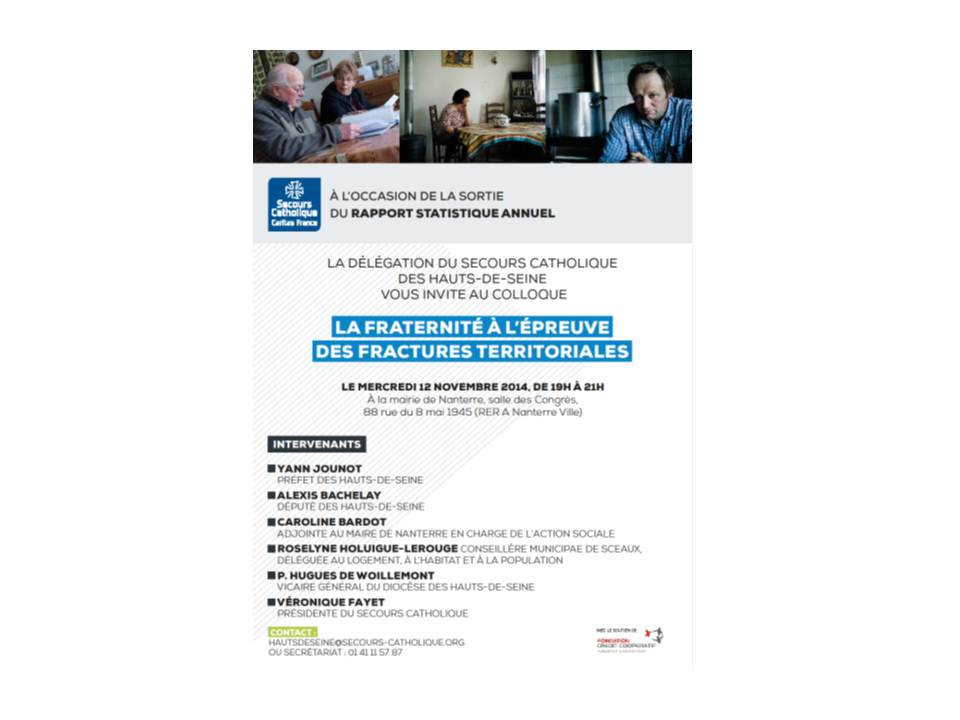 Secours
Catholique
Caritas France
À L'OCCASION DE LA SORTIE
DU RAPPORT STATISTIQUE ANNUEL
LA DÉLÉGATION DU SECOURS CATHOLIQUE
DES HAUTS-DE-SEINE
VOUS INVITE AU COLLOQUE
LA FRATERNITÉ À L'ÉPREUVE
DES FRACTURES TERRITORIALES
LE MERCREDI 12 NOVEMBRE 2014, DE 19H À 21H
À la mairie de Nanterre, salle des Congrès,
88 rue du 8 mai 1945 (RER A Nanterre Ville)
INTERVENANTS
YANN JOUNOT
PRÉFET DES HAUTS-DE-SEINE
ALEXIS BACHELAY
DÉPUTÉ DES HAUTS-DE-SEINE
CAROLINE BARDOT
ADJOINTE AU MAIRE DE NANTERRE EN CHARGE DE L'ACTION SOCIALE
ROSELYNE HOLUIGUE-LEROUGE CONSEILLÈRE MUNICIPAE DE SCEAUX,
DÉLÉGUÉE AU LOGEMENT, À L'HABITAT ET À LA POPULATION
P. HUGUES DE WOILLEMONT
VICAIRE GÉNÉRAL DU DIOCÈSE DES HAUTS-DE-SEINE
VÉRONIQUE FAYET
PRÉSIDENTE DU SECOURS CATHOLIQUE
CONTACT :
HAUTSDESEINE@SECOURS-CATHOLIQUE.ORG
OU SECRÉTARIAT : 01 41 11 57 87
AVEC LE SOUTIEN DE
FONDATION
CRÉDIT COOPÉRATIF